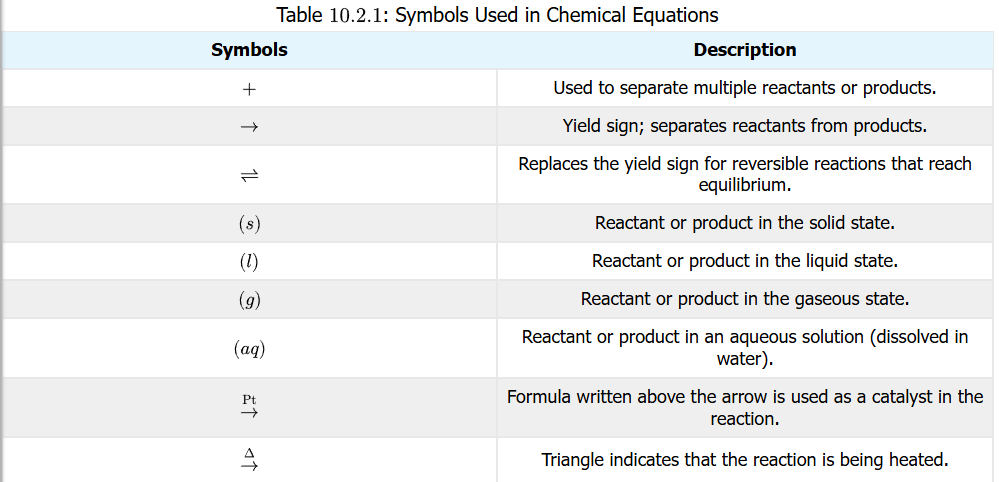 Table 10.2.1: Symbols Used in Chemical Equations
Symbols Description
+ Used to separate multiple reactants or products.
→ Yield sign; separates reactants from products.
⇌ Replaces the yield sign for reversible reactions that reach
equilibrium.
(s) Reactant or product in the solid state.
(l) Reactant or product in the liquid state.
(g) Reactant or product in the gaseous state.
(aq) Reactant or product in an aqueous solution (dissolved in
water).
Pt
→ Formula written above the arrow is used as a catalyst in the
reaction.
Δ
→ Triangle indicates that the reaction is being heated.